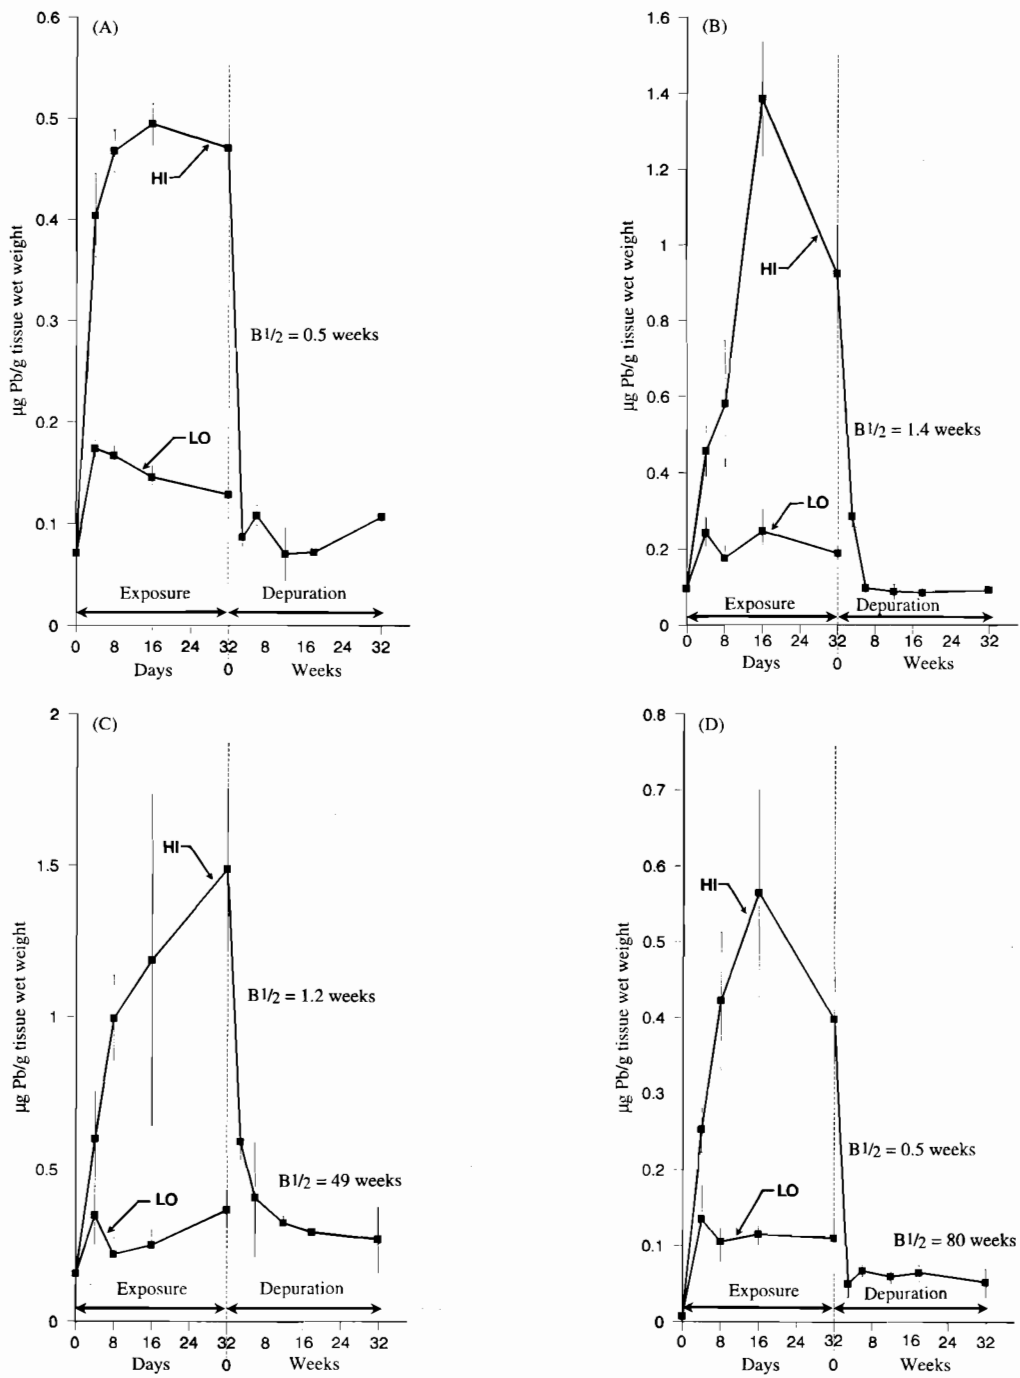 (A)
0.6
0.5
0.4
0.3
0.2
0.1
0
µg Pb/g tissue wet weight
HI
LO
B1/2 = 0.5 weeks
Exposure
Depuration
0 8 16 24 32 8 16 24 32
Days 0 Weeks
(B)
1.6
1.4
1.2
1
0.8
0.6
0.4
0.2
0
µg Pb/g tissue wet weight
HI
LO
B1/2 = 1.4 weeks
Exposure
Depuration
0 8 16 24 32 8 16 24 32
Days 0 Weeks
(C)
2
1.5
1
0.5
0
µg Pb/g tissue wet weight
HI
LO
B1/2 = 1.2 weeks
B1/2 = 49 weeks
Exposure
Depuration
0 8 16 24 32 8 16 24 32
Days 0 Weeks
(D)
0.8
0.7
0.6
0.5
0.4
0.3
0.2
0.1
0
µg Pb/g tissue wet weight
HI
LO
B1/2 = 0.5 weeks
B1/2 = 80 weeks
Exposure
Depuration
0 8 16 24 32 8 16 24 32
Days 0 Weeks